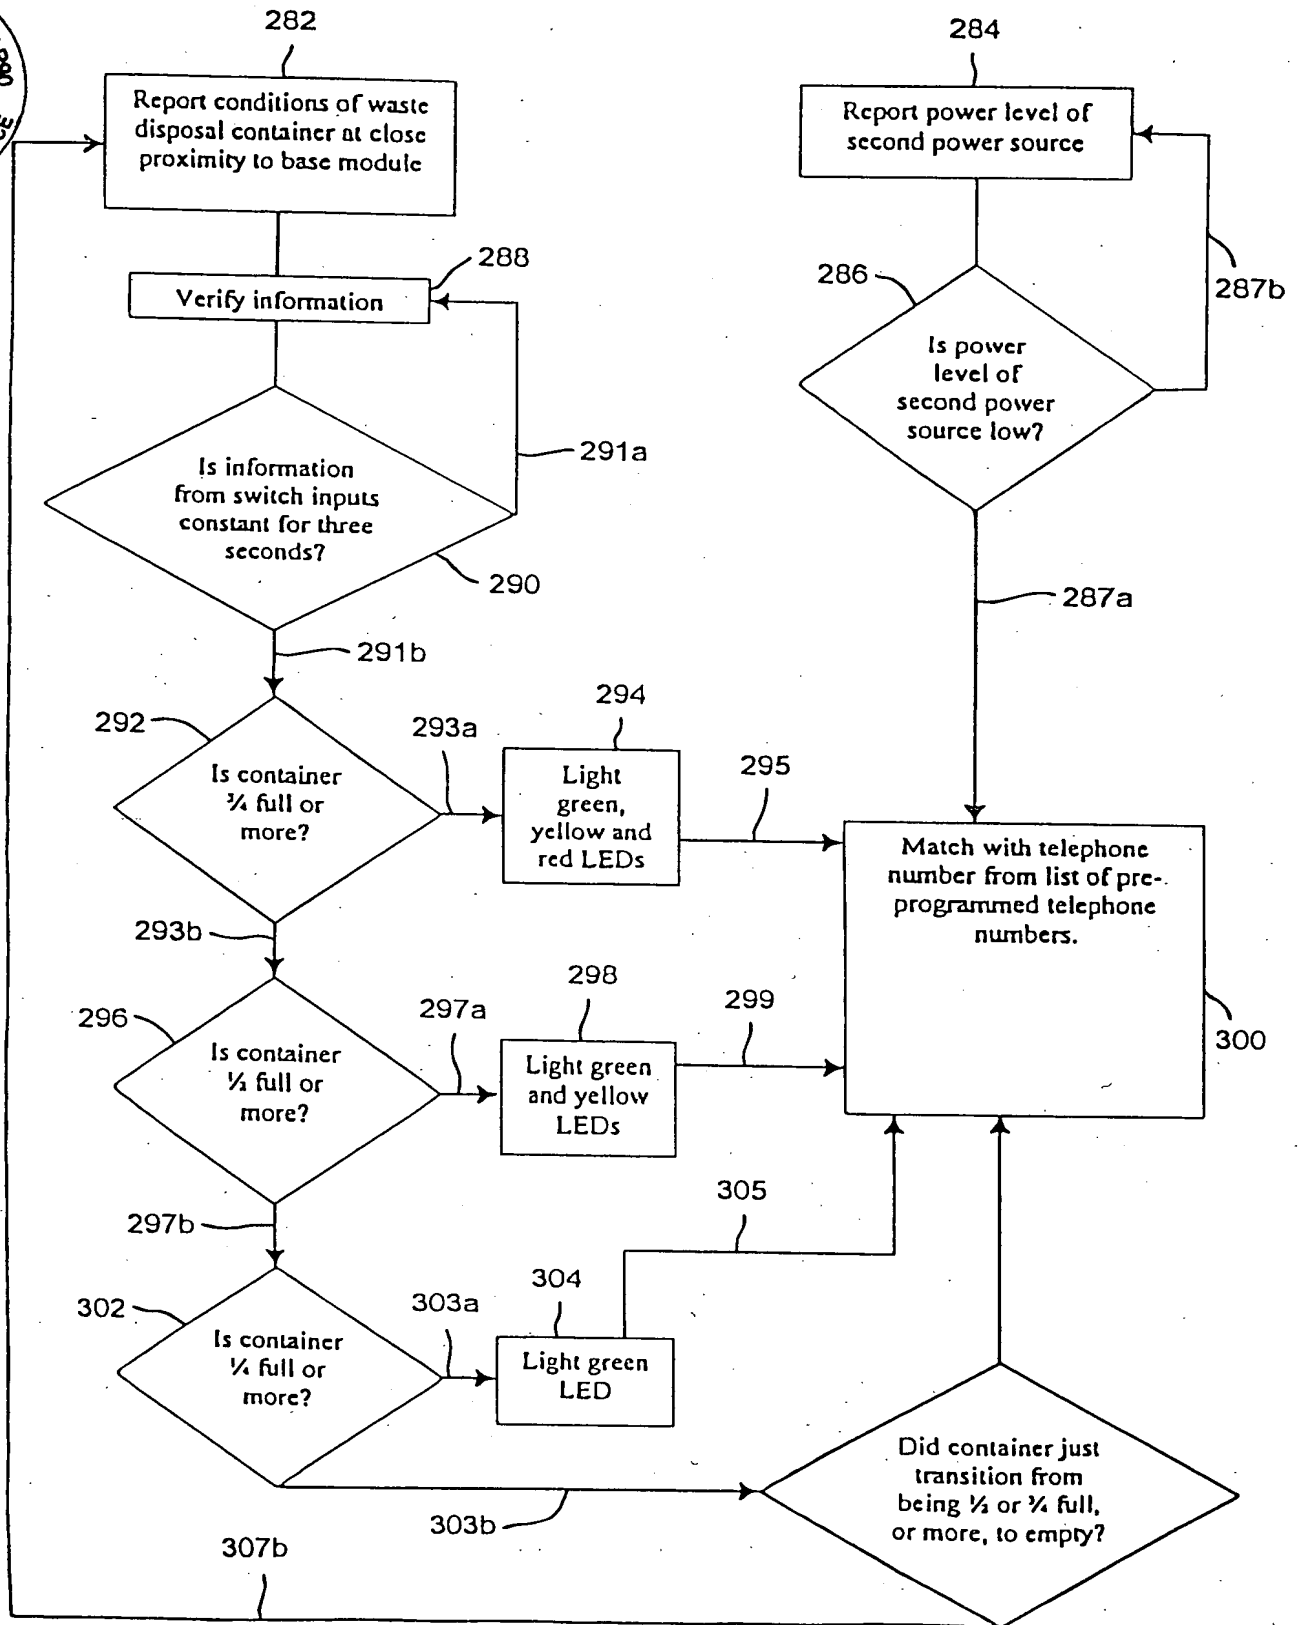 282
Report conditions of waste
disposal container at close
proximity to base module
284
Report power level of
second power source
288
Verify information
286
Is power
level of
second power
source low?
287b
291a
Is information
from switch inputs
constant for three
seconds?
290
287a
291b
292
Is container
¾ full or
more?
293a
294
Light
green,
yellow and
red LEDs
295
Match with telephone
number from list of pre-
programmed telephone
numbers.
300
293b
296
Is container
½ full or
more?
297a
298
Light green
and yellow
LEDs
299
297b
302
Is container
¼ full or
more?
303a
304
Light green
LED
305
303b
Did container just
transition from
being ½ or ¾ full,
or more, to empty?
307b